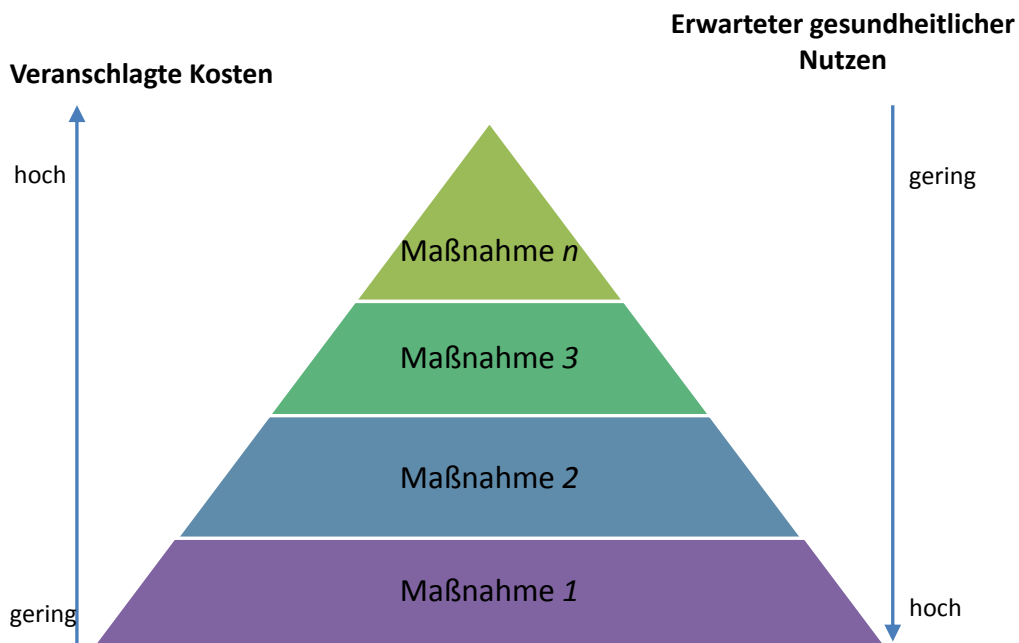 Erwarteter gesundheitlicher
Nutzen
Veranschlagte Kosten
hoch
gering
Maßnahme n
Maßnahme 3
Maßnahme 2
Maßnahme 1
gering
hoch